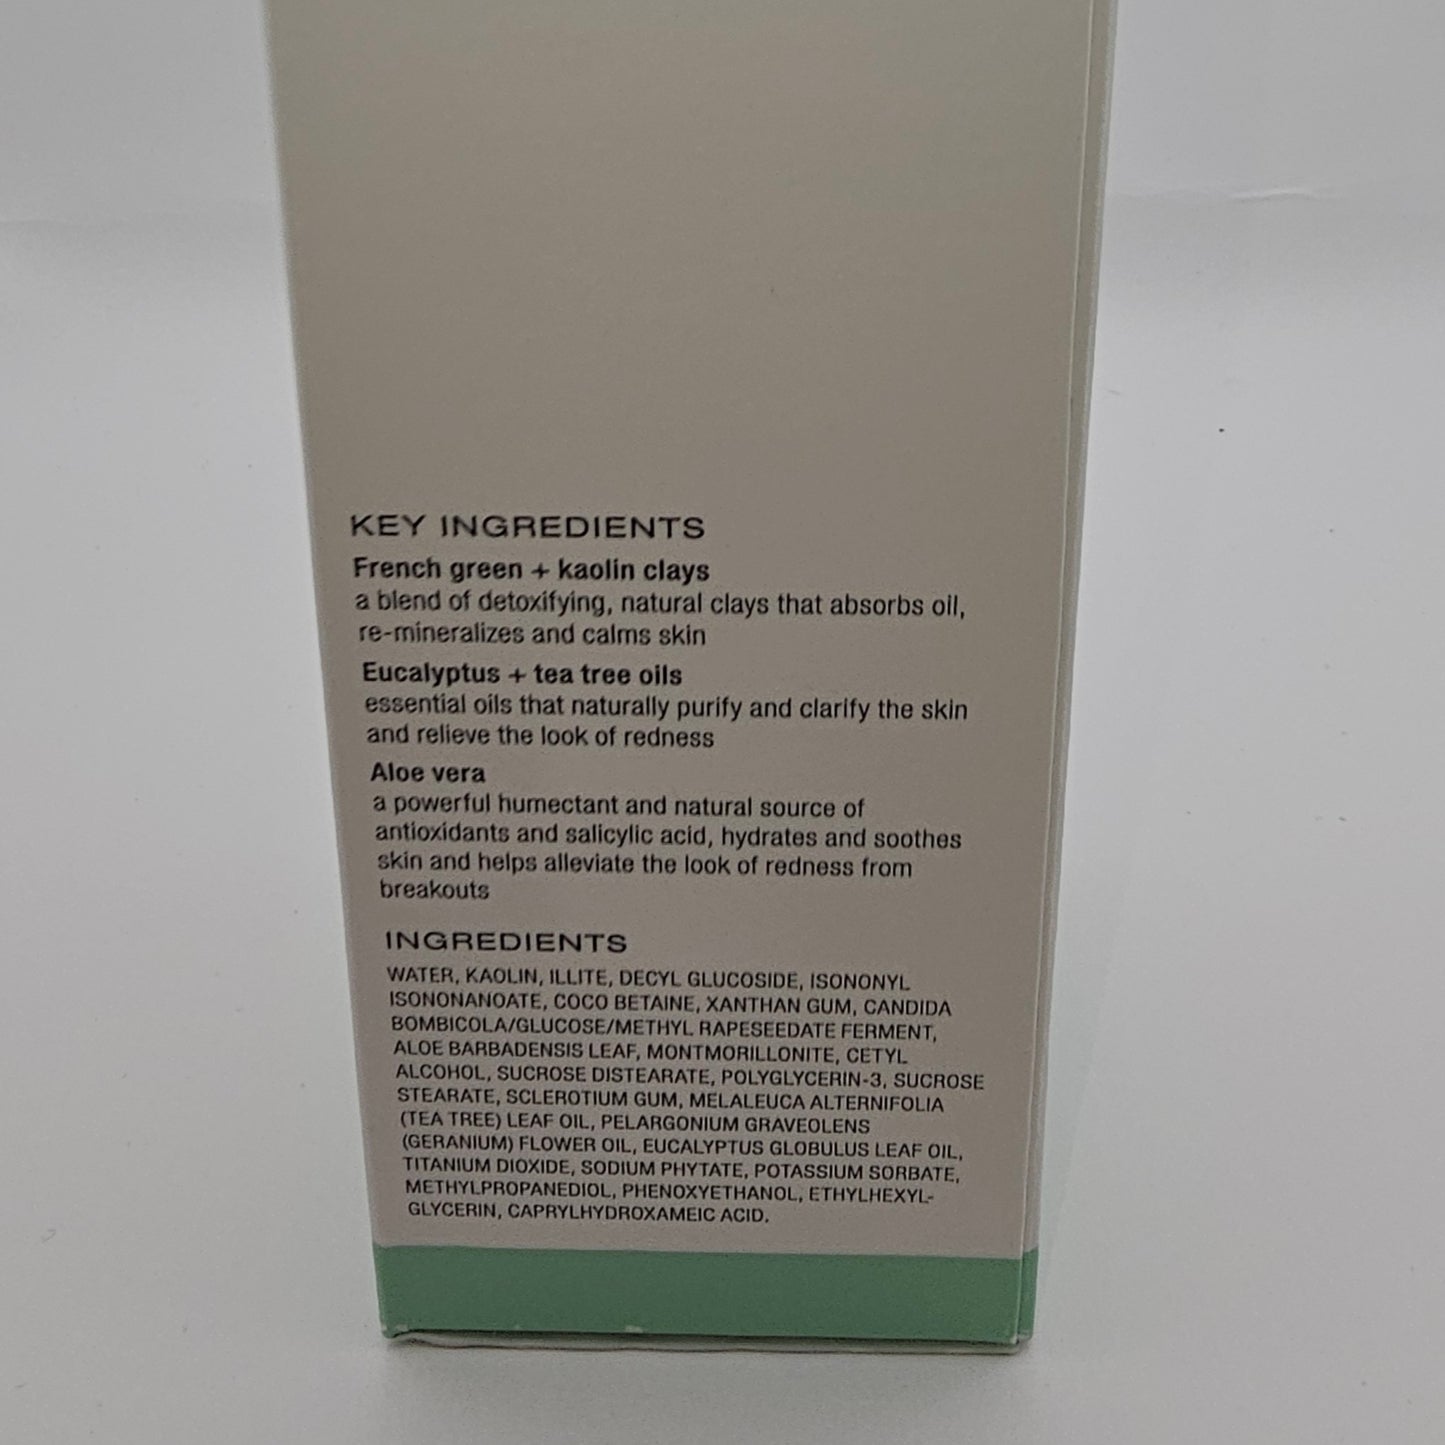 KEY INGREDIENTS
French green + kaolin clays
a blend of detoxifying, natural clays that absorbs oil,
re-mineralizes and calms skin
Eucalyptus + tea tree oils
essential oils that naturally purify and clarify the skin
and relieve the look of redness
Aloe vera
a powerful humectant and natural source of
antioxidants and salicylic acid, hydrates and soothes
skin and helps alleviate the look of redness from
breakouts
INGREDIENTS
WATER, KAOLIN, ILLITE, DECYL GLUCOSIDE, ISONONYL
ISONONANOATE, COCO BETAINE, XANTHAN GUM, CANDIDA
BOMBICOLA/GLUCOSE/METHYL RAPESEEDATE FERMENT,
ALOE BARBADENSIS LEAF, MONTMORILLONITE, CETYL
ALCOHOL, SUCROSE DISTEARATE, POLYGLYCERIN-3, SUCROSE
STEARATE, SCLEROTIUM GUM, MELALEUCA ALTERNIFOLIA
(TEA TREE) LEAF OIL, PELARGONIUM GRAVEOLENS
(GERANIUM) FLOWER OIL, EUCALYPTUS GLOBULUS LEAF OIL,
TITANIUM DIOXIDE, SODIUM PHYTATE, POTASSIUM SORBATE,
METHYLPROPANEDIOL, PHENOXYETHANOL, ETHYLHEXYL-
GLYCERIN, CAPRYLHYDROXAMEIC ACID.